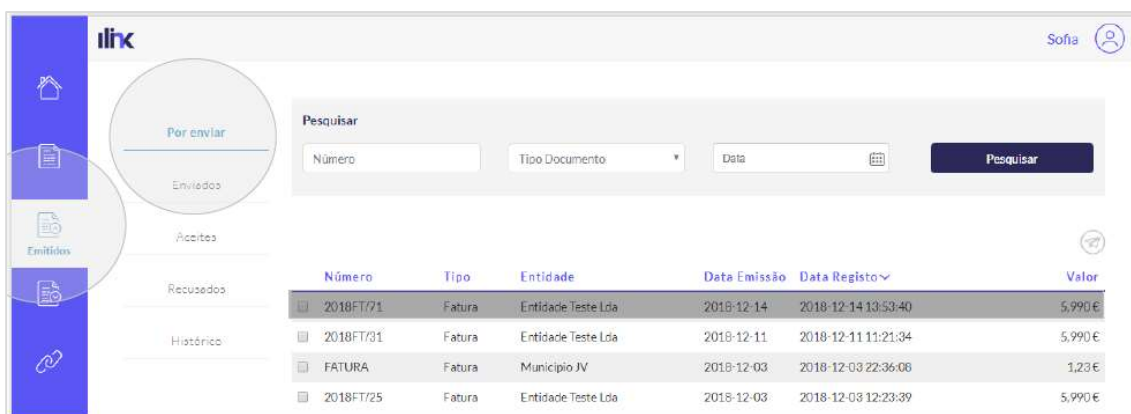 ilink
Sofia
Por enviar
Enviados
Aceites
Recusados
Histórico
Emitidos
Pesquisar
Número Tipo Documento Data Pesquisar
Número Tipo Entidade Data Emissão Data Registo Valor
2018FT/71 Fatura Entidade Teste Lda 2018-12-14 2018-12-14 13:53:40 5,990 €
2018FT/31 Fatura Entidade Teste Lda 2018-12-11 2018-12-11 11:21:34 5,990 €
FATURA Fatura Municipio JV 2018-12-03 2018-12-03 22:36:08 1,23 €
2018FT/25 Fatura Entidade Teste Lda 2018-12-03 2018-12-03 12:23:39 5,990 €